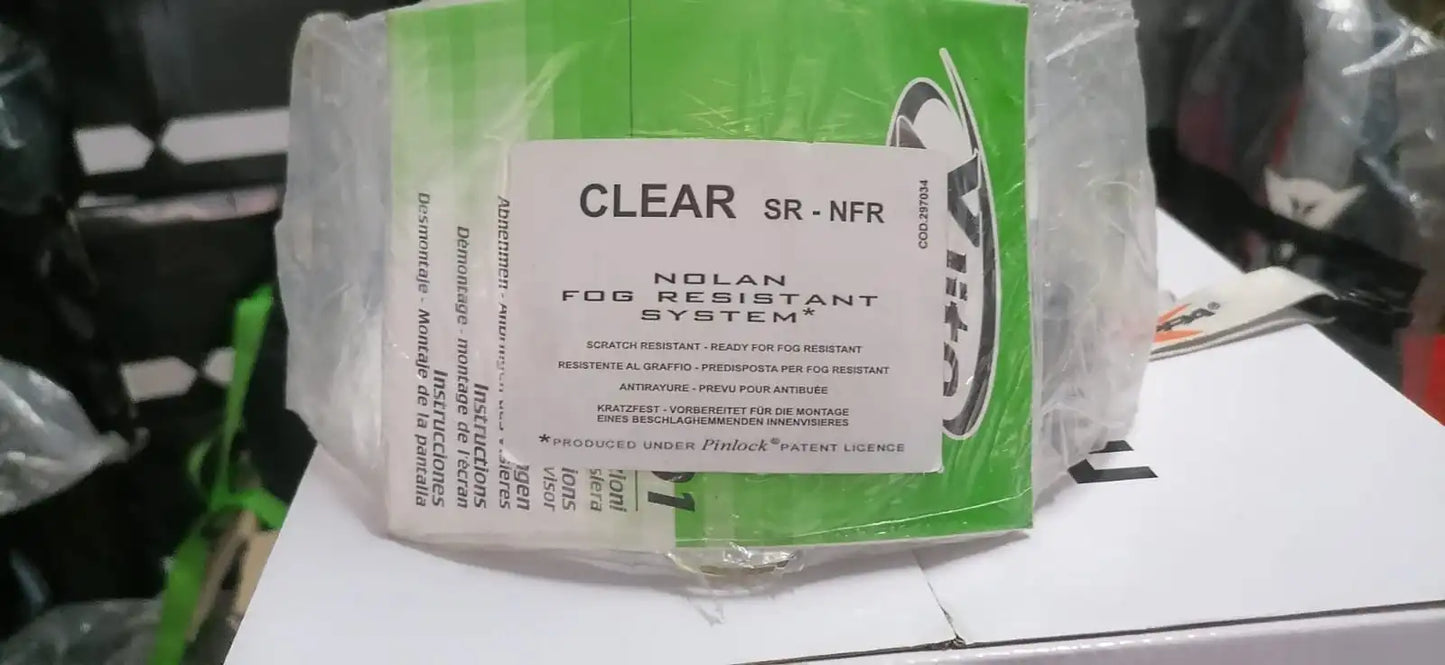 CLEAR SR - NFR
COD.297034
NOLAN
FOG RESISTANT
SYSTEM*
SCRATCH RESISTANT - READY FOR FOG RESISTANT
RESISTENTE AL GRAFFIO - PREDISPOSTA PER FOG RESISTANT
ANTIRAYURE - PREVU POUR ANTIBUÉE
KRATZFEST - VORBEREITET FÜR DIE MONTAGE
EINES BESCHLAGHEMMENDEN INNENVISIERES
*PRODUCED UNDER Pinlock® PATENT LICENCE
Vito
Instructions
Démontage - montage de l'écran
Instrucciones
Desmontaje - Montaje de la pantalla